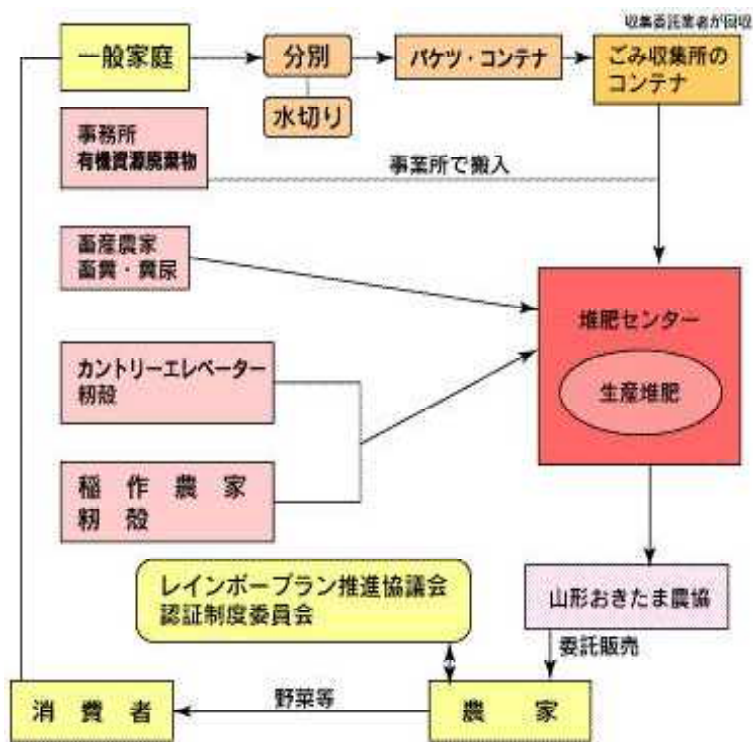 収集委託業者が回収
一般家庭
分別
バケツ・コンテナ
ごみ収集所の
コンテナ
水切り
事務所
有機資源廃棄物
事業所で搬入
畜産農家
畜糞・糞尿
堆肥センター
カントリーエレベーター
籾殻
生産堆肥
稲作農家
籾殻
レインボープラン推進協議会
認証制度委員会
山形おきたま農協
委託販売
野菜等
消費者
農家